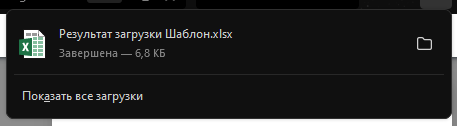 Результат загрузки Шаблон.xlsx
Завершена — 6,8 КБ
Показать все загрузки